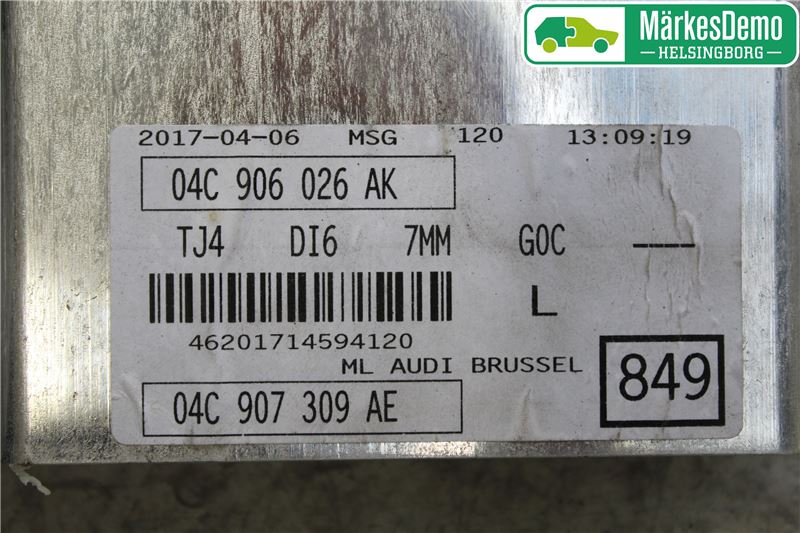 MärkesDemo
HELSINGBORG
2017-04-06 MSG 120 13:09:19
04C 906 026 AK
TJ4 DI6 7MM G0C ----
L
46201714594120
ML AUDI BRUSSEL
849
04C 907 309 AE